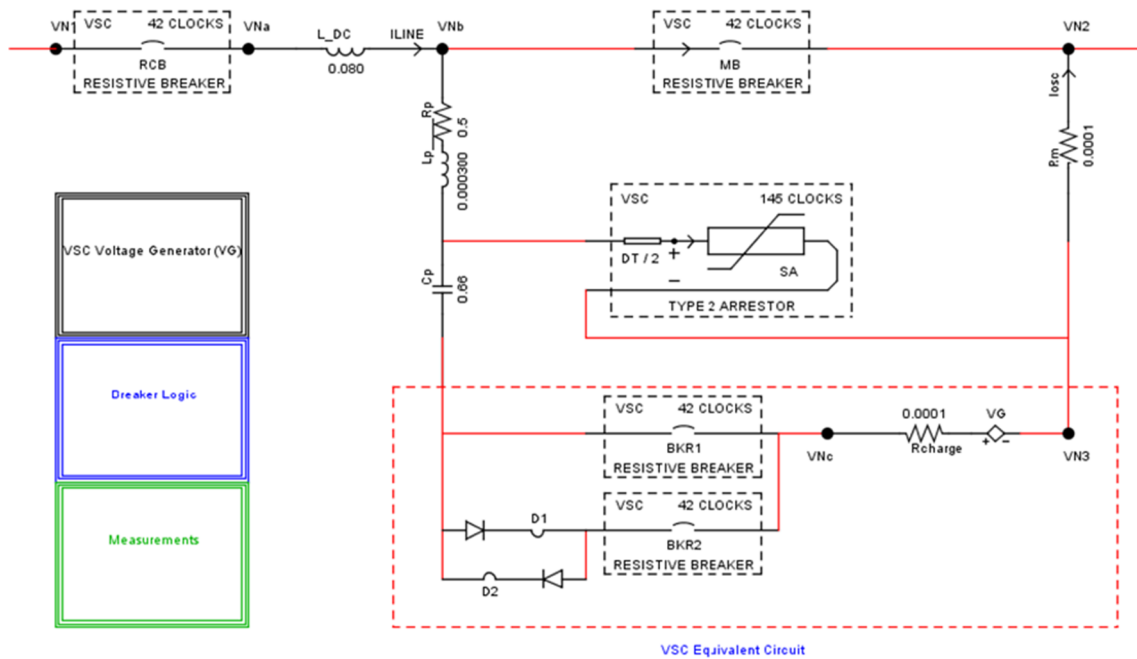 VN1
VSC 42 CLOCKS
RCB
RESISTIVE BREAKER
VNa
L_DC
0.080
ILINE
VNb
VSC 42 CLOCKS
MB
RESISTIVE BREAKER
VN2
Iosc
Rm
0.0001
Rp
0.5
Lp
0.000300
Cp
0.66
VSC 145 CLOCKS
DT / 2
+
−
SA
TYPE 2 ARRESTOR
VSC Voltage Generator (VG)
Dreaker Logic
Measurements
VSC 42 CLOCKS
BKR1
RESISTIVE BREAKER
VNc
0.0001
Rcharge
VG
+ -
VN3
D1
VSC 42 CLOCKS
BKR2
RESISTIVE BREAKER
D2
VSC Equivalent Circuit